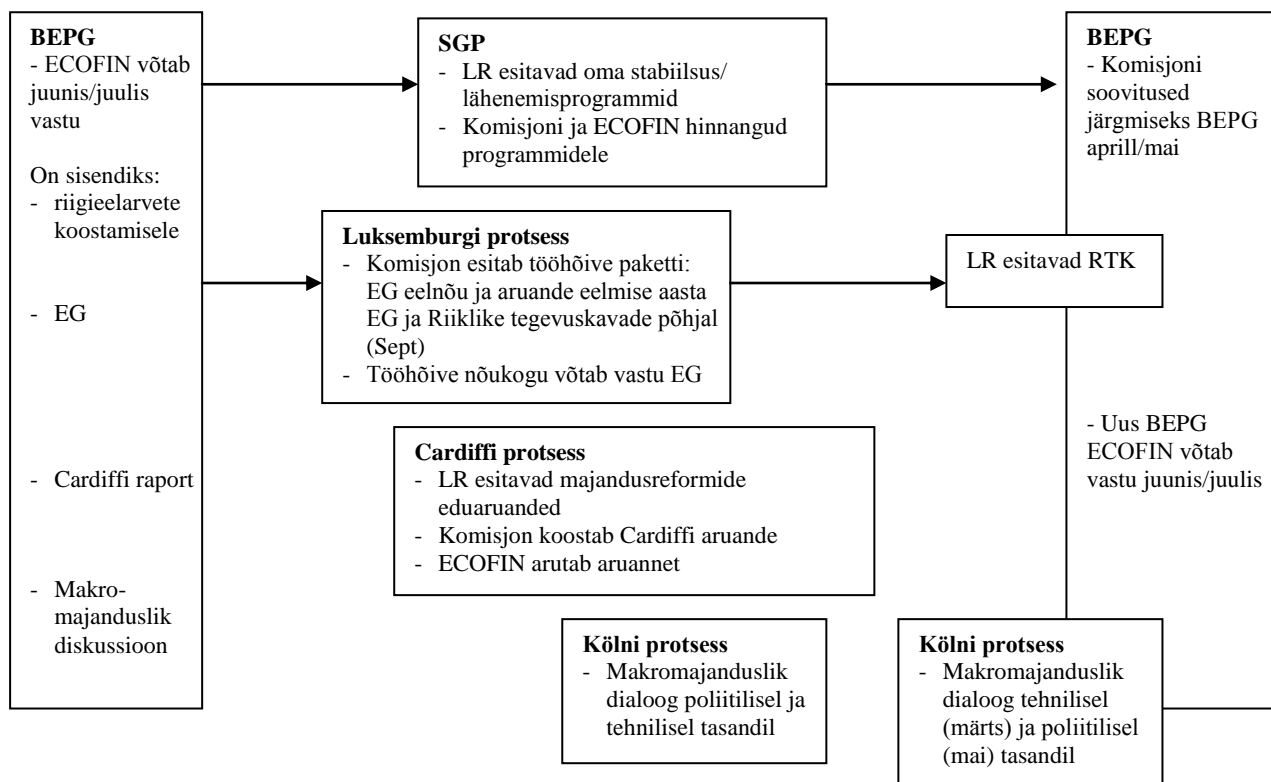 BEPG
- ECOFIN võtab
juunis/juulis
vastu
On sisendiks:
- riigieelarvete
koostamisele
- EG
- Cardiffi raport
- Makro-
majanduslik
diskussioon
SGP
- LR esitavad oma stabiilsus/
lähenemisprogrammid
- Komisjoni ja ECOFIN hinnangud
programmidele
Luksemburgi protsess
- Komisjon esitab tööhõive paketti:
EG eelnõu ja aruande eelmise aasta
EG ja Riiklike tegevuskavade põhjal
(Sept)
- Tööhõive nõukogu võtab vastu EG
Cardiffi protsess
- LR esitavad majandusreformide
eduaruanded
- Komisjon koostab Cardiffi aruande
- ECOFIN arutab aruannet
Kölni protsess
- Makromajanduslik
dialoog poliitilisel ja
tehnilisel tasandil
BEPG
- Komisjoni
soovitused
järgmiseks BEPG
aprill/mai
LR esitavad RTK
- Uus BEPG
ECOFIN võtab
vastu juunis/juulis
Kölni protsess
- Makromajanduslik
dialoog tehnilisel
(märts) ja poliitilisel
(mai) tasandil